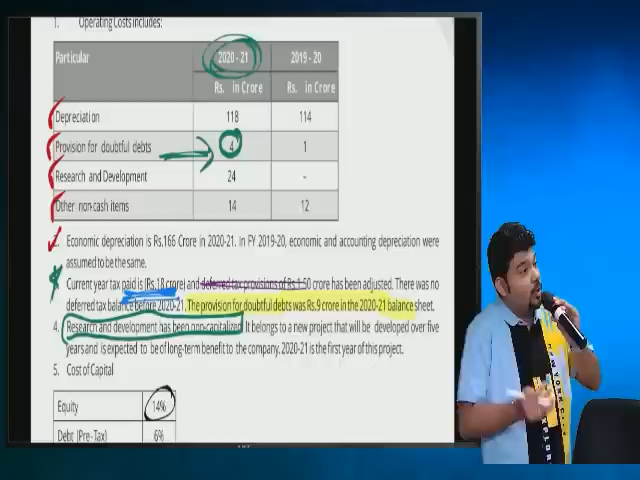 1. Operating Costs includes:
Particular 2020 - 21 2019 - 20
Rs. in Crore Rs. in Crore
Depreciation 118 114
Provision for doubtful debts 4 1
Research and Development 24 -
Other non-cash items 14 12
Economic depreciation is Rs.166 Crore in 2020-21. In FY 2019-20, economic and accounting depreciation were
assumed to be the same.
Current year tax paid is (Rs.18 crore) and deferred tax provisions of Rs.1.50 crore has been adjusted. There was no
deferred tax balance before 2020-21. The provision for doubtful debts was Rs.9 crore in the 2020-21 balance sheet.
4. Research and development has been non-capitalized. It belongs to a new project that will be developed over five
years and is expected to be of long-term benefit to the company. 2020-21 is the first year of this project.
5. Cost of Capital
Equity 14%
Debt (Pre-Tax) 6%
NEW YORK
EXPLOR